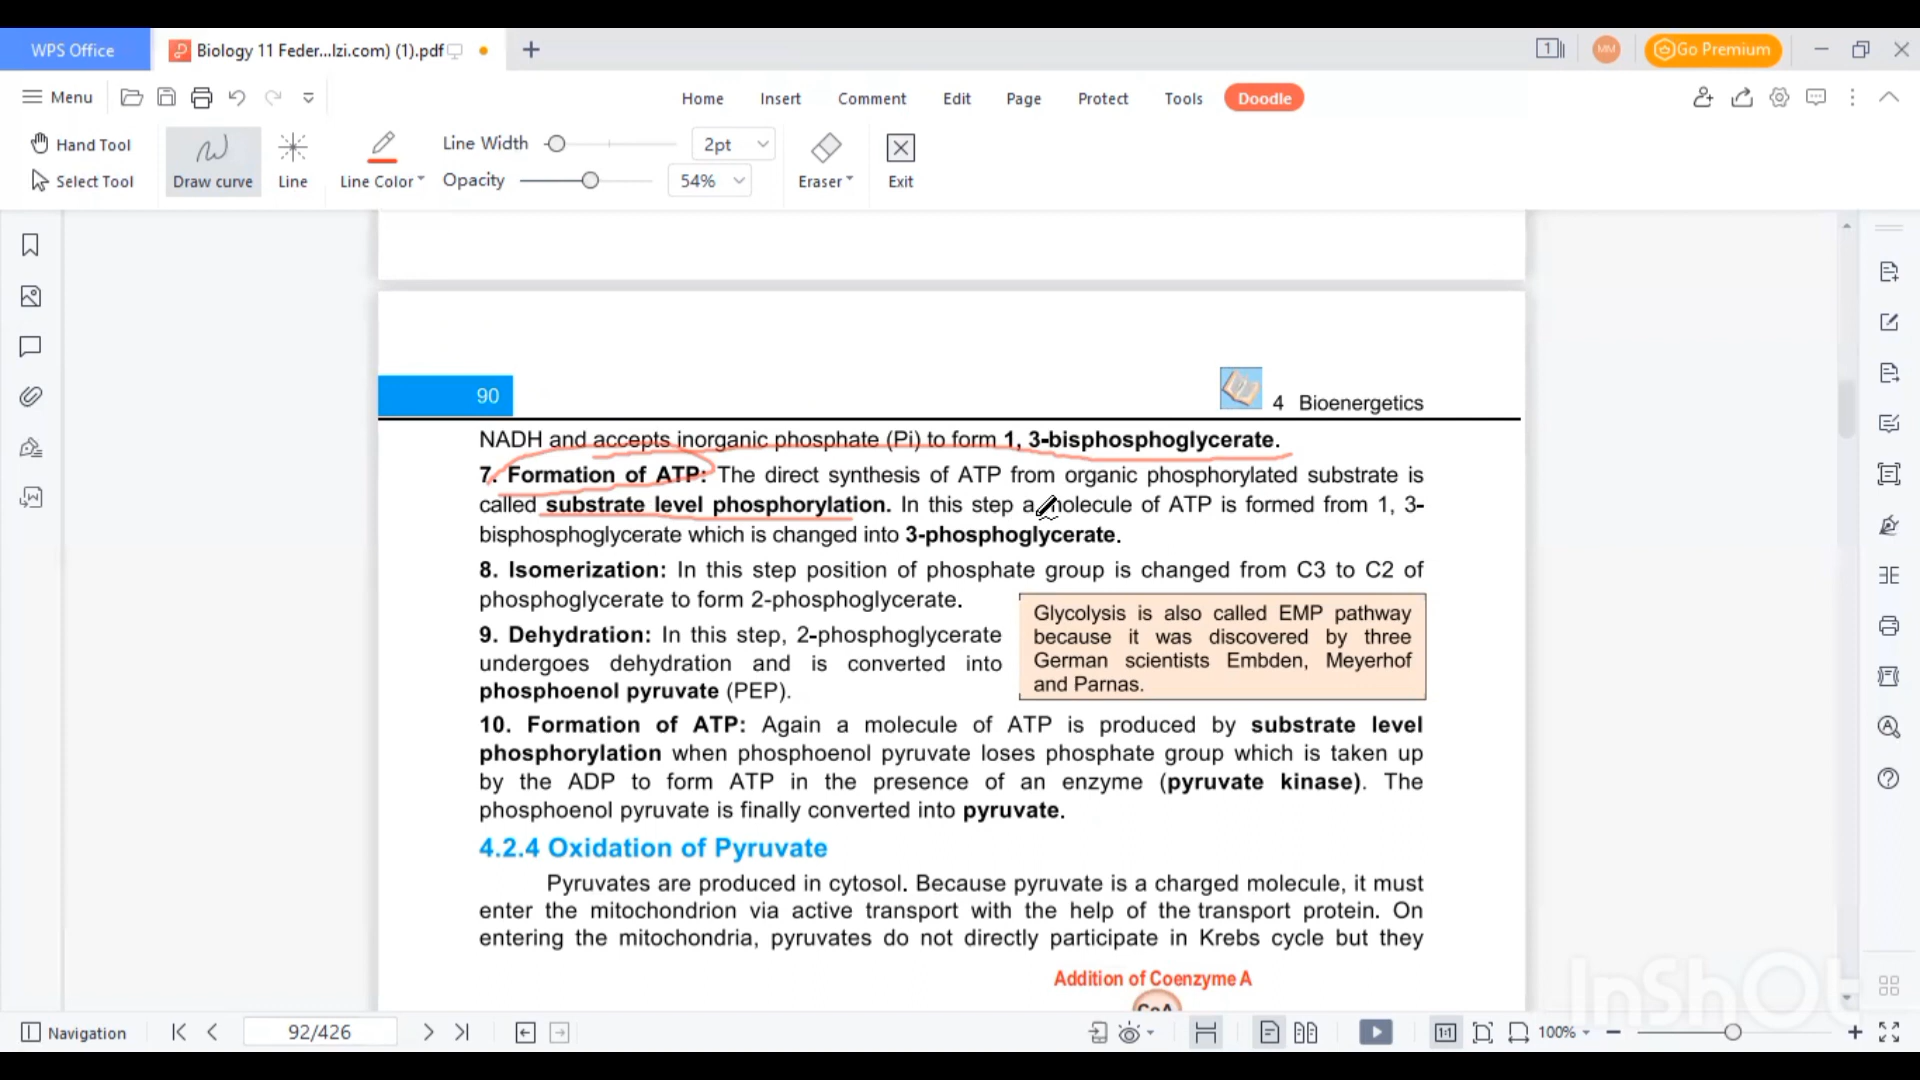 WPS Office
Biology 11 Feder...lzi.com) (1).pdf
1
MM
Go Premium
Menu
Home Insert Comment Edit Page Protect Tools Doodle
Hand Tool
Select Tool
Draw curve
Line
Line Color
Line Width
2pt
Opacity
54%
Eraser
Exit
90
4 Bioenergetics
NADH and accepts inorganic phosphate (Pi) to form 1, 3-bisphosphoglycerate.
7. Formation of ATP: The direct synthesis of ATP from organic phosphorylated substrate is
called substrate level phosphorylation. In this step a molecule of ATP is formed from 1, 3-
bisphosphoglycerate which is changed into 3-phosphoglycerate.
8. Isomerization: In this step position of phosphate group is changed from C3 to C2 of
phosphoglycerate to form 2-phosphoglycerate.
9. Dehydration: In this step, 2-phosphoglycerate
undergoes dehydration and is converted into
phosphoenol pyruvate (PEP).
Glycolysis is also called EMP pathway
because it was discovered by three
German scientists Embden, Meyerhof
and Parnas.
10. Formation of ATP: Again a molecule of ATP is produced by substrate level
phosphorylation when phosphoenol pyruvate loses phosphate group which is taken up
by the ADP to form ATP in the presence of an enzyme (pyruvate kinase). The
phosphoenol pyruvate is finally converted into pyruvate.
4.2.4 Oxidation of Pyruvate
Pyruvates are produced in cytosol. Because pyruvate is a charged molecule, it must
enter the mitochondrion via active transport with the help of the transport protein. On
entering the mitochondria, pyruvates do not directly participate in Krebs cycle but they
Addition of Coenzyme A
CoA
InShOt
Navigation
92/426
1:1
100%